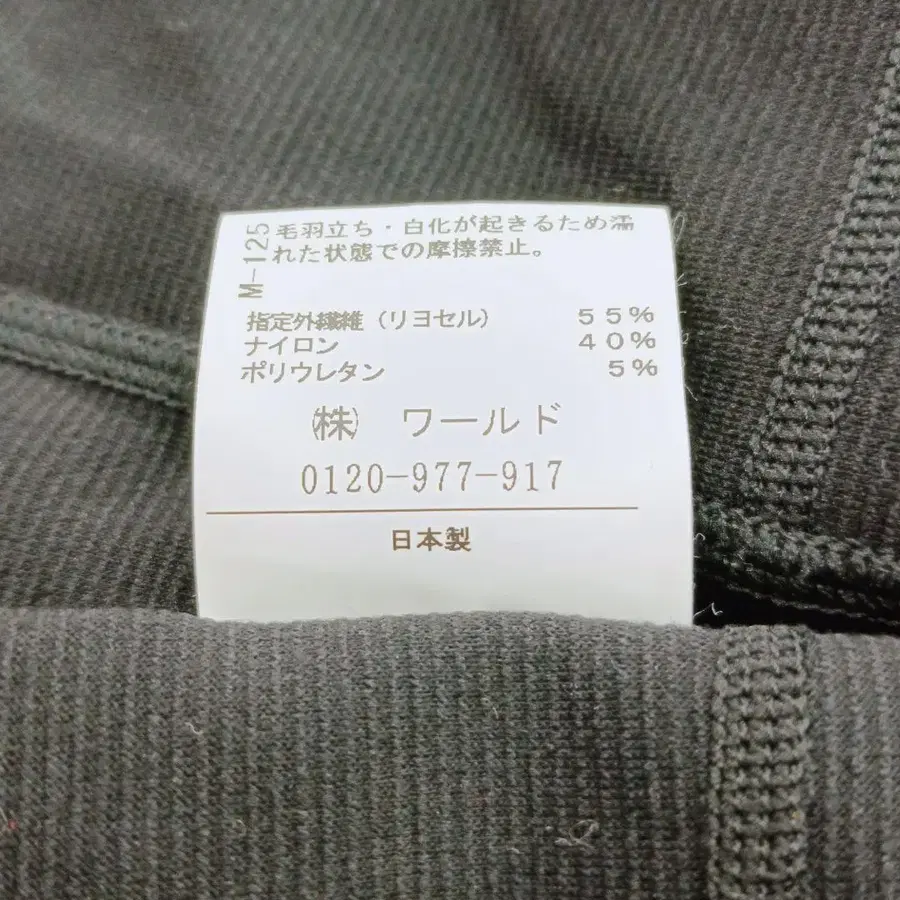 M-125
毛羽立ち・白化が起きるため濡
れた状態での摩擦禁止。
指定外繊維(リヨセル) 55%
ナイロン 40%
ポリウレタン 5%
㈱ ワールド
0120-977-917
日本製